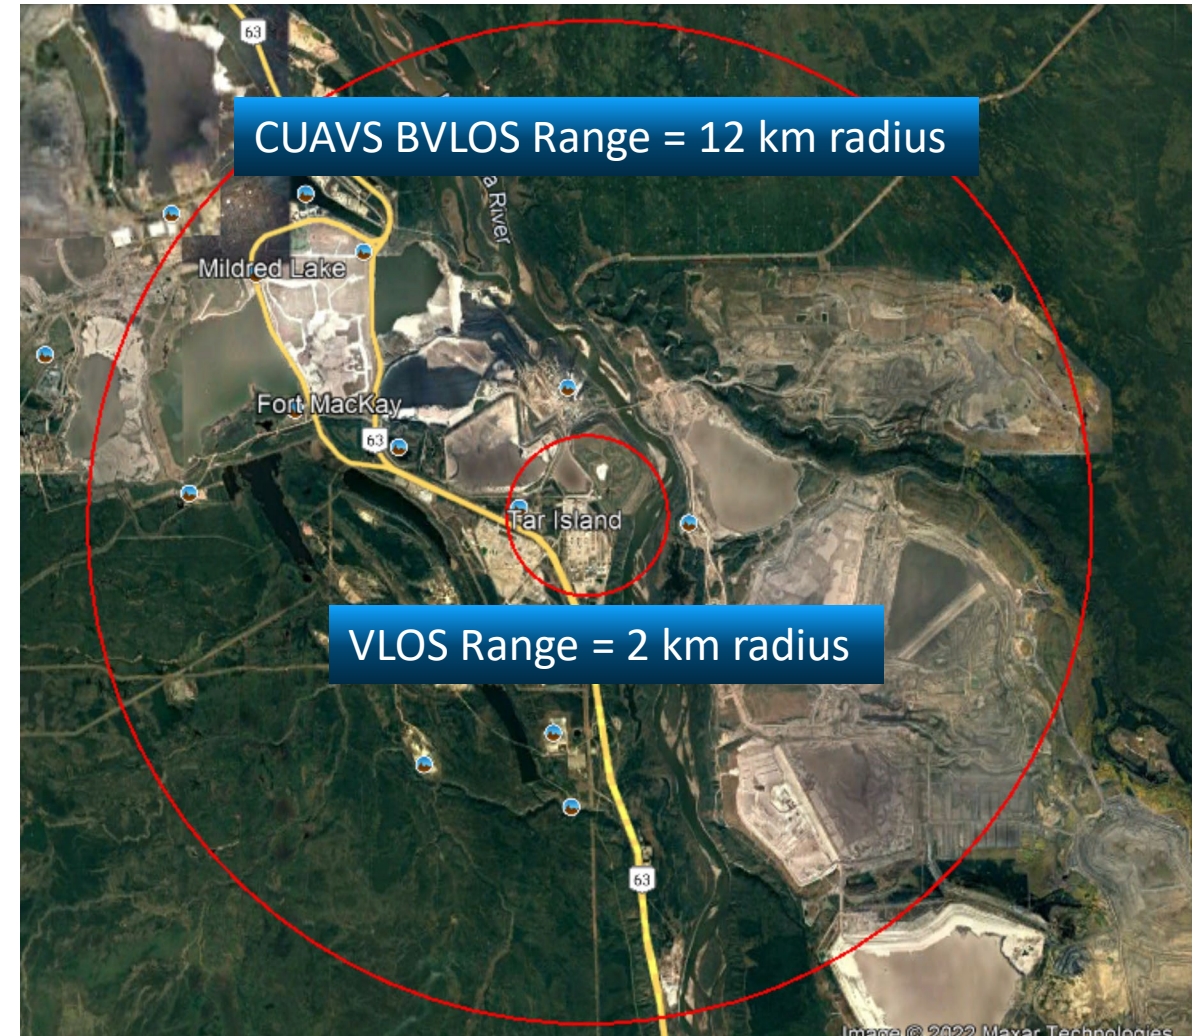 63
CUAVS BVLOS Range = 12 km radius
a River
Mildred Lake
Fort MacKay
63
Tar Island
VLOS Range = 2 km radius
63
Image © 2022 Maxar Technologies